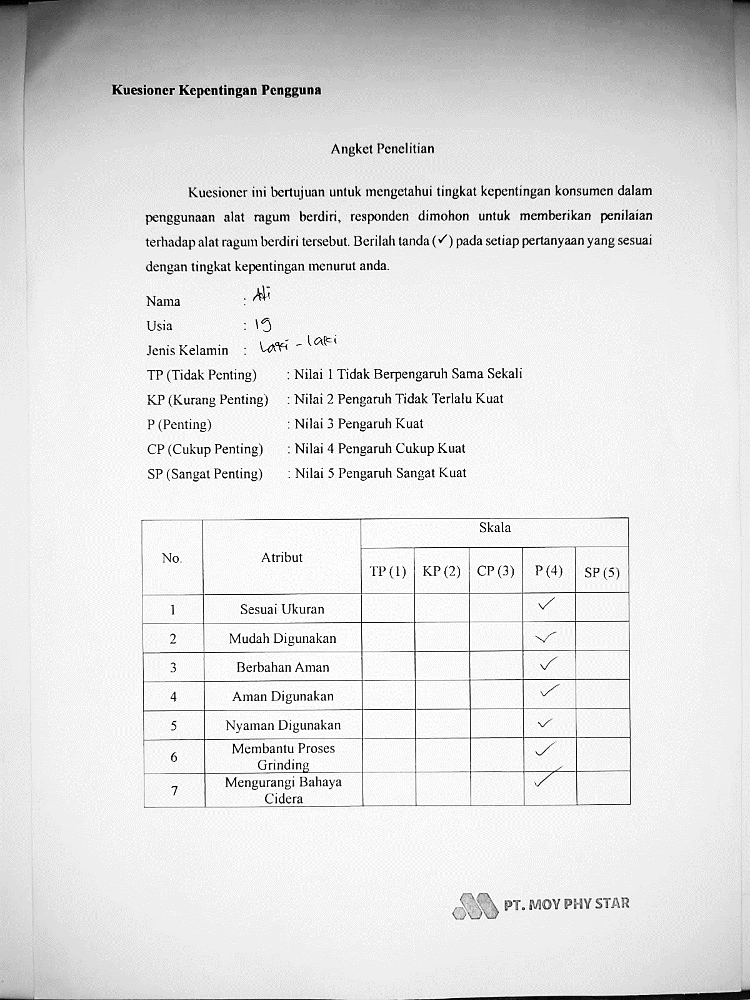 Kuesioner Kepentingan Pengguna
Angket Penelitian
Kuesioner ini bertujuan untuk mengetahui tingkat kepentingan konsumen dalam
penggunaan alat ragum berdiri, responden dimohon untuk memberikan penilaian
terhadap alat ragum berdiri tersebut. Berilah tanda (✓) pada setiap pertanyaan yang sesuai
dengan tingkat kepentingan menurut anda.
Nama : Ali
Usia : 19
Jenis Kelamin : Laki - laki
TP (Tidak Penting) : Nilai 1 Tidak Berpengaruh Sama Sekali
KP (Kurang Penting) : Nilai 2 Pengaruh Tidak Terlalu Kuat
P (Penting) : Nilai 3 Pengaruh Kuat
CP (Cukup Penting) : Nilai 4 Pengaruh Cukup Kuat
SP (Sangat Penting) : Nilai 5 Pengaruh Sangat Kuat
No. Atribut Skala
TP (1) KP (2) CP (3) P (4) SP (5)
1 Sesuai Ukuran ✓
2 Mudah Digunakan ✓
3 Berbahan Aman ✓
4 Aman Digunakan ✓
5 Nyaman Digunakan ✓
6 Membantu Proses
Grinding ✓
7 Mengurangi Bahaya
Cidera ✓
PT. MOY PHY STAR